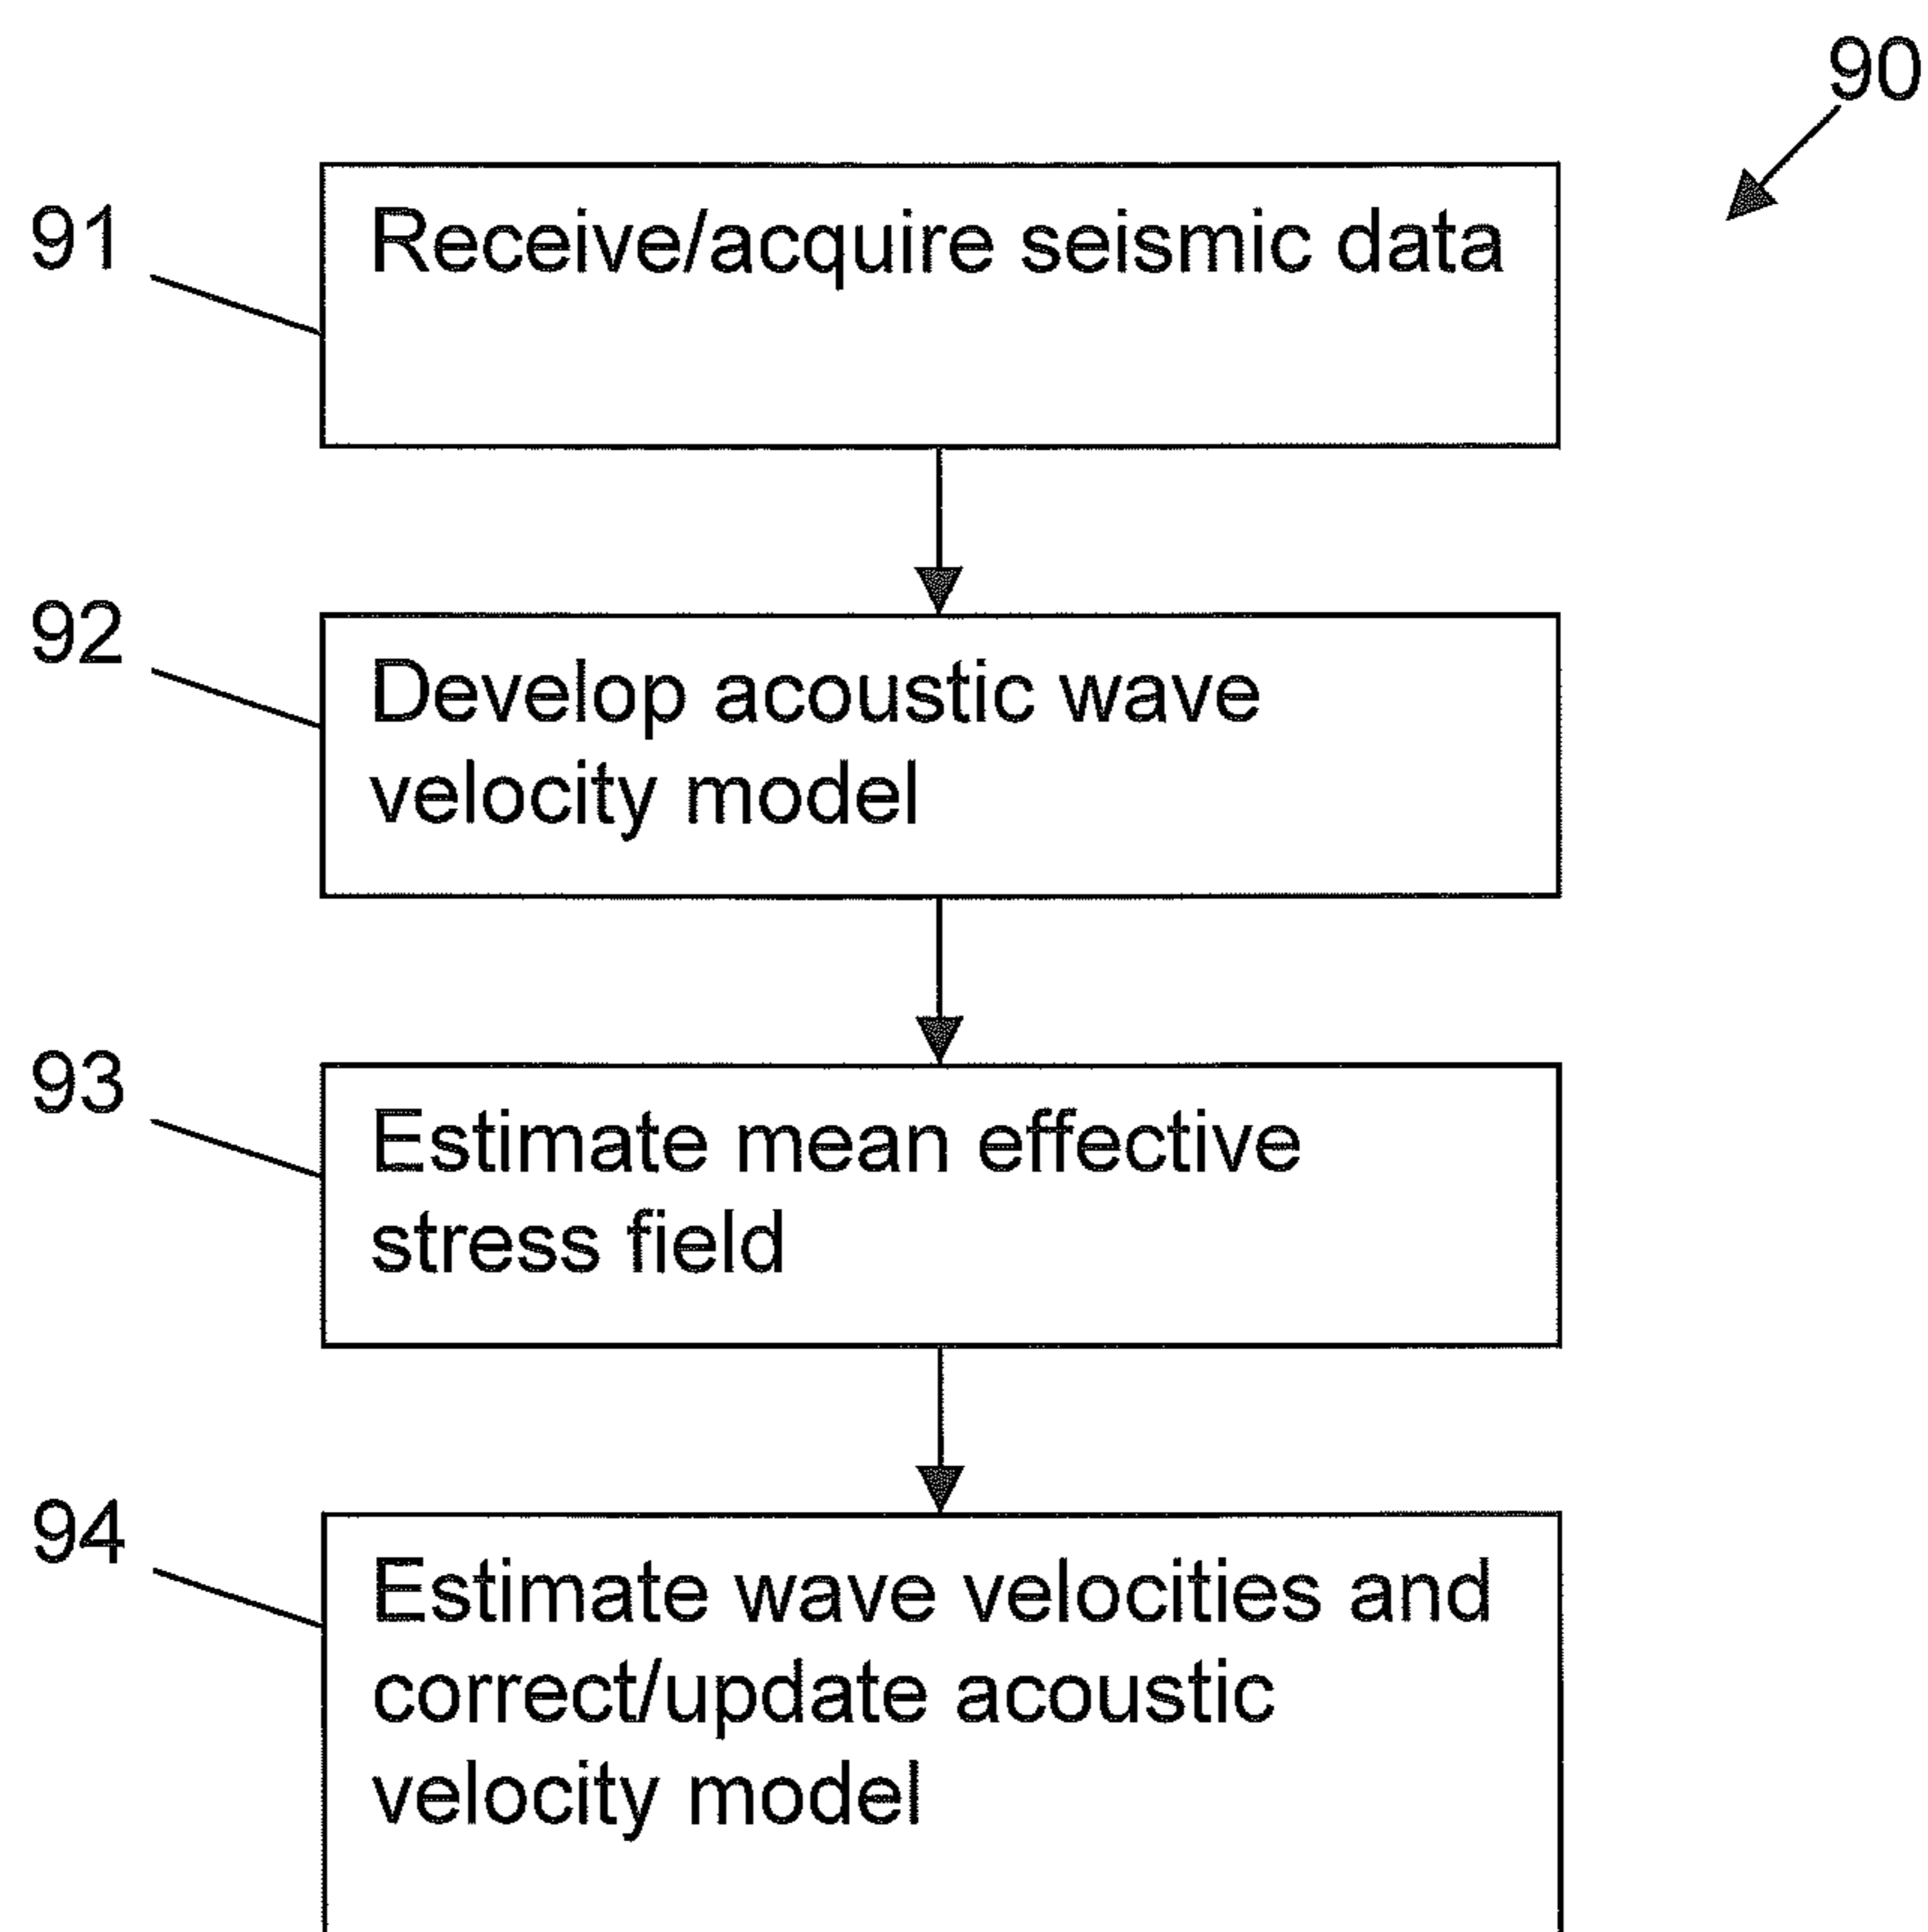 90
91
Receive/acquire seismic data
92
Develop acoustic wave
velocity model
93
Estimate mean effective
stress field
94
Estimate wave velocities and
correct/update acoustic
velocity model